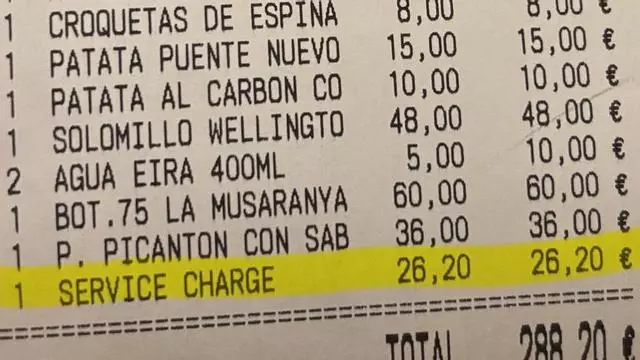 1 CROQUETAS DE ESPINA 8,00 8,00 €
1 PATATA PUENTE NUEVO 15,00 15,00 €
1 PATATA AL CARBON CO 10,00 10,00 €
1 SOLOMILLO WELLINGTO 48,00 48,00 €
2 AGUA EIRA 400ML 5,00 10,00 €
1 BOT.75 LA MUSARANYA 60,00 60,00 €
1 P. PICANTON CON SAB 36,00 36,00 €
1 SERVICE CHARGE 26,20 26,20 €
TOTAL 288,20 €